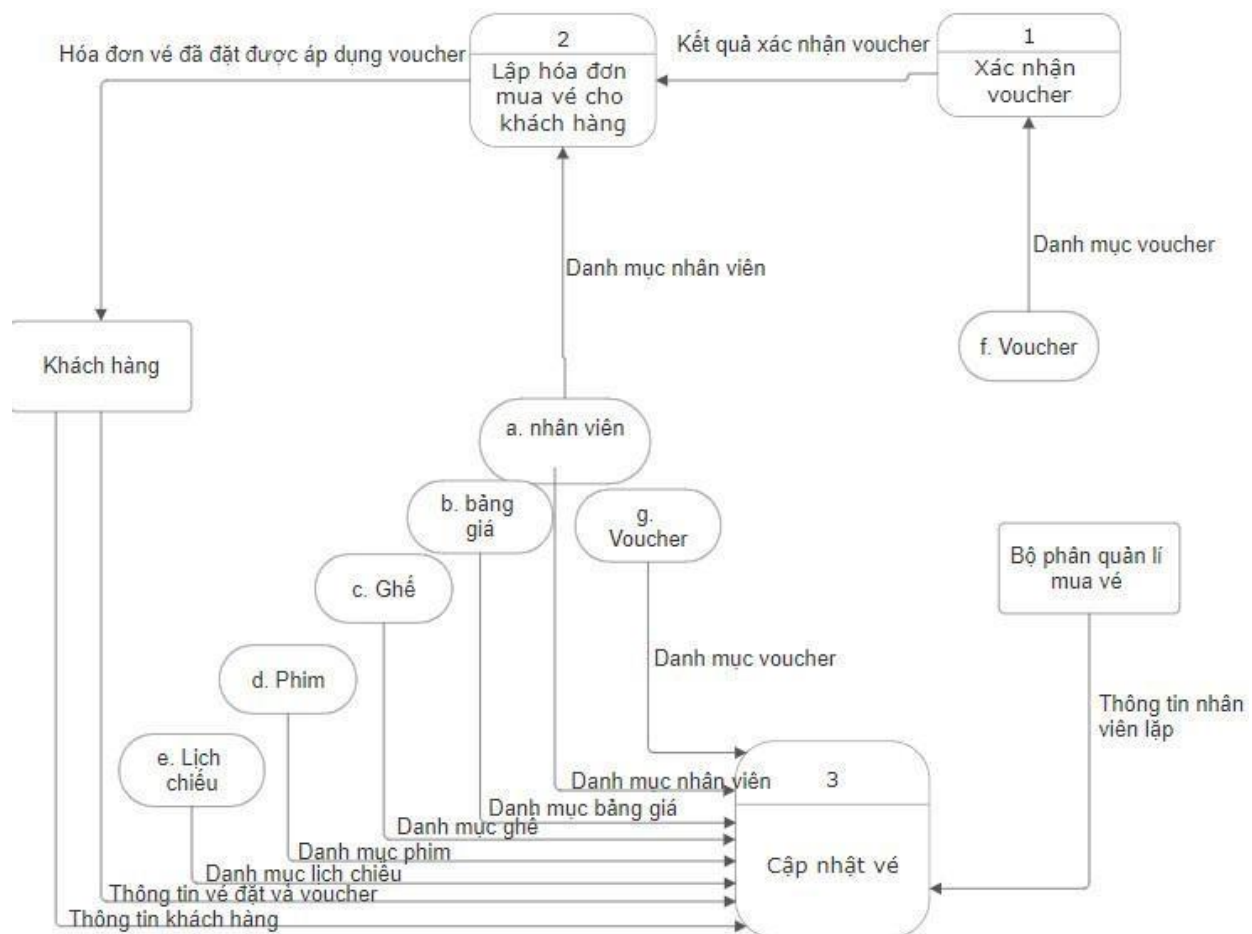 Hóa đơn vé đã đặt được áp dụng voucher
2
Lập hóa đơn
mua vé cho
khách hàng
Kết quả xác nhận voucher
1
Xác nhận
voucher
Danh mục voucher
Danh mục nhân viên
Khách hàng
f. Voucher
a. nhân viên
b. bảng
giá
g.
Voucher
c. Ghế
Bộ phân quản lí
mua vé
Danh mục voucher
d. Phim
Thông tin nhân
viên lặp
e. Lịch
chiếu
3
Cập nhật vé
Danh mục nhân viên
Danh mục bảng giá
Danh mục ghế
Danh mục phim
Danh mục lịch chiếu
Thông tin vé đặt và voucher
Thông tin khách hàng